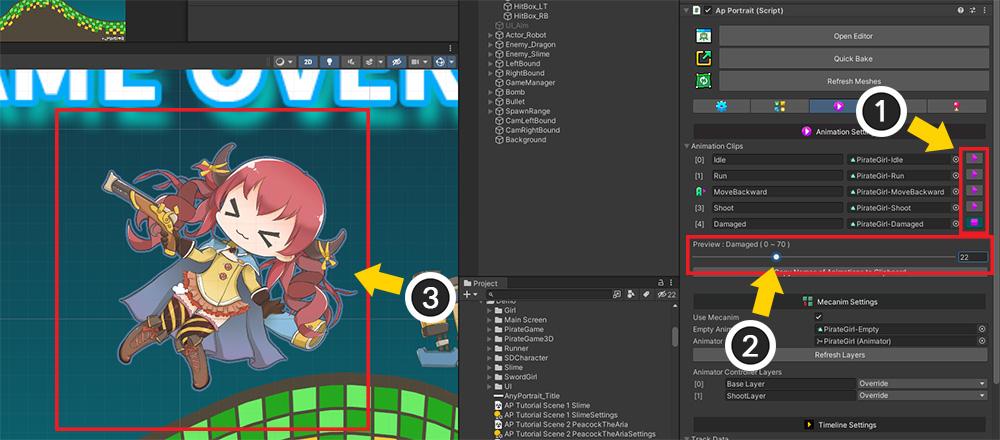 GAME OVER
2D
HitBox_LT
HitBox_RB
UI_Aim
Actor_Robot
Enemy_Dragon
Enemy_Slime
LeftBound
RightBound
GameManager
Bomb
Bullet
SpawnRange
CamLeftBound
CamRightBound
Background
3
Project
22
Demo
Girl
Main Screen
PirateGame
PirateGame3D
Runner
SDCharacter
Slime
SwordGirl
UI
AnyPortrait_Title
AP Tutorial Scene 1 Slime
AP Tutorial Scene 1 SlimeSettings
AP Tutorial Scene 2 PeacockTheAria
AP Tutorial Scene 2 PeacockTheAriaSettings
Ap Portrait (Script)
Open Editor
Quick Bake
Refresh Meshes
1
Animation Setti
Animation Clips
[0] Idle PirateGirl-Idle
[1] Run PirateGirl-Run
MoveBackward PirateGirl-MoveBackward
[3] Shoot PirateGirl-Shoot
[4] Damaged PirateGirl-Damaged
Preview : Damaged ( 0 ~ 70 )
22
Copy Names of Animations to Clipboard
2
Mecanim Settings
Use Mecanim
Empty Anim PirateGirl-Empty
Animator PirateGirl (Animator)
Refresh Layers
Animator Controller Layers
[0] Base Layer Override
[1] ShootLayer Override
Timeline Settings
Track Data